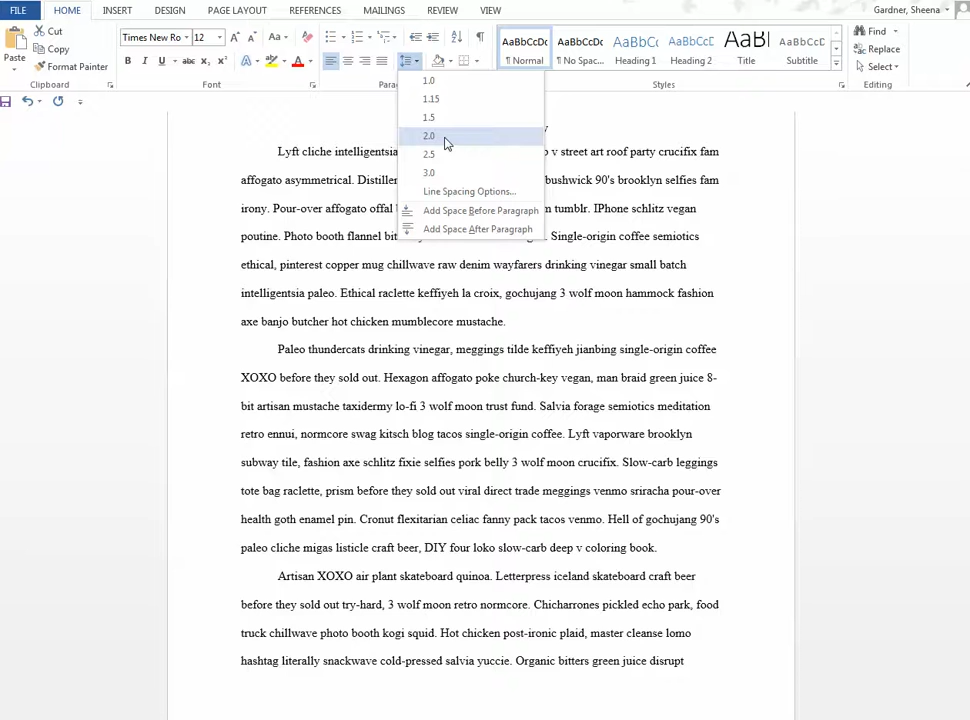 FILE HOME INSERT DESIGN PAGE LAYOUT REFERENCES MAILINGS REVIEW VIEW Gardner, Sheena
Cut Times New Ro 12 Aa AaBbCcDc AaBbCcDc AaBbCc AaBbCcD AaBb AaBbCcD Find
Copy Replace
Paste Format Painter B I U abc X₂ X² A A ¶ Normal ¶ No Spac... Heading 1 Heading 2 Title Subtitle Select
Clipboard Font Styles Editing
1.0
1.15
1.5
2.0
2.5
3.0
Line Spacing Options...
Add Space Before Paragraph
Add Space After Paragraph
Lyft cliche intelligentsia p v street art roof party crucifix fam
affogato asymmetrical. Distiller bushwick 90's brooklyn selfies fam
irony. Pour-over affogato offal tumblr. IPhone schlitz vegan
poutine. Photo booth flannel Single-origin coffee semiotics
ethical, pinterest copper mug chillwave raw denim wayfarers drinking vinegar small batch
intelligentsia paleo. Ethical raclette keffiyeh la croix, gochujang 3 wolf moon hammock fashion
axe banjo butcher hot chicken mumblecore mustache.
Paleo thundercats drinking vinegar, meggings tilde keffiyeh jianbing single-origin coffee
XOXO before they sold out. Hexagon affogato poke church-key vegan, man braid green juice 8-
bit artisan mustache taxidermy lo-fi 3 wolf moon trust fund. Salvia forage semiotics meditation
retro ennui, normcore swag kitsch blog tacos single-origin coffee. Lyft vaporware brooklyn
subway tile, fashion axe schlitz fixie selfies pork belly 3 wolf moon crucifix. Slow-carb leggings
tote bag raclette, prism before they sold out viral direct trade meggings venmo sriracha pour-over
health goth enamel pin. Cronut flexitarian celiac fanny pack tacos venmo. Hell of gochujang 90's
paleo cliche migas listicle craft beer, DIY four loko slow-carb deep v coloring book.
Artisan XOXO air plant skateboard quinoa. Letterpress iceland skateboard craft beer
before they sold out try-hard, 3 wolf moon retro normcore. Chicharrones pickled echo park, food
truck chillwave photo booth kogi squid. Hot chicken post-ironic plaid, master cleanse lomo
hashtag literally snackwave cold-pressed salvia yuccie. Organic bitters green juice disrupt